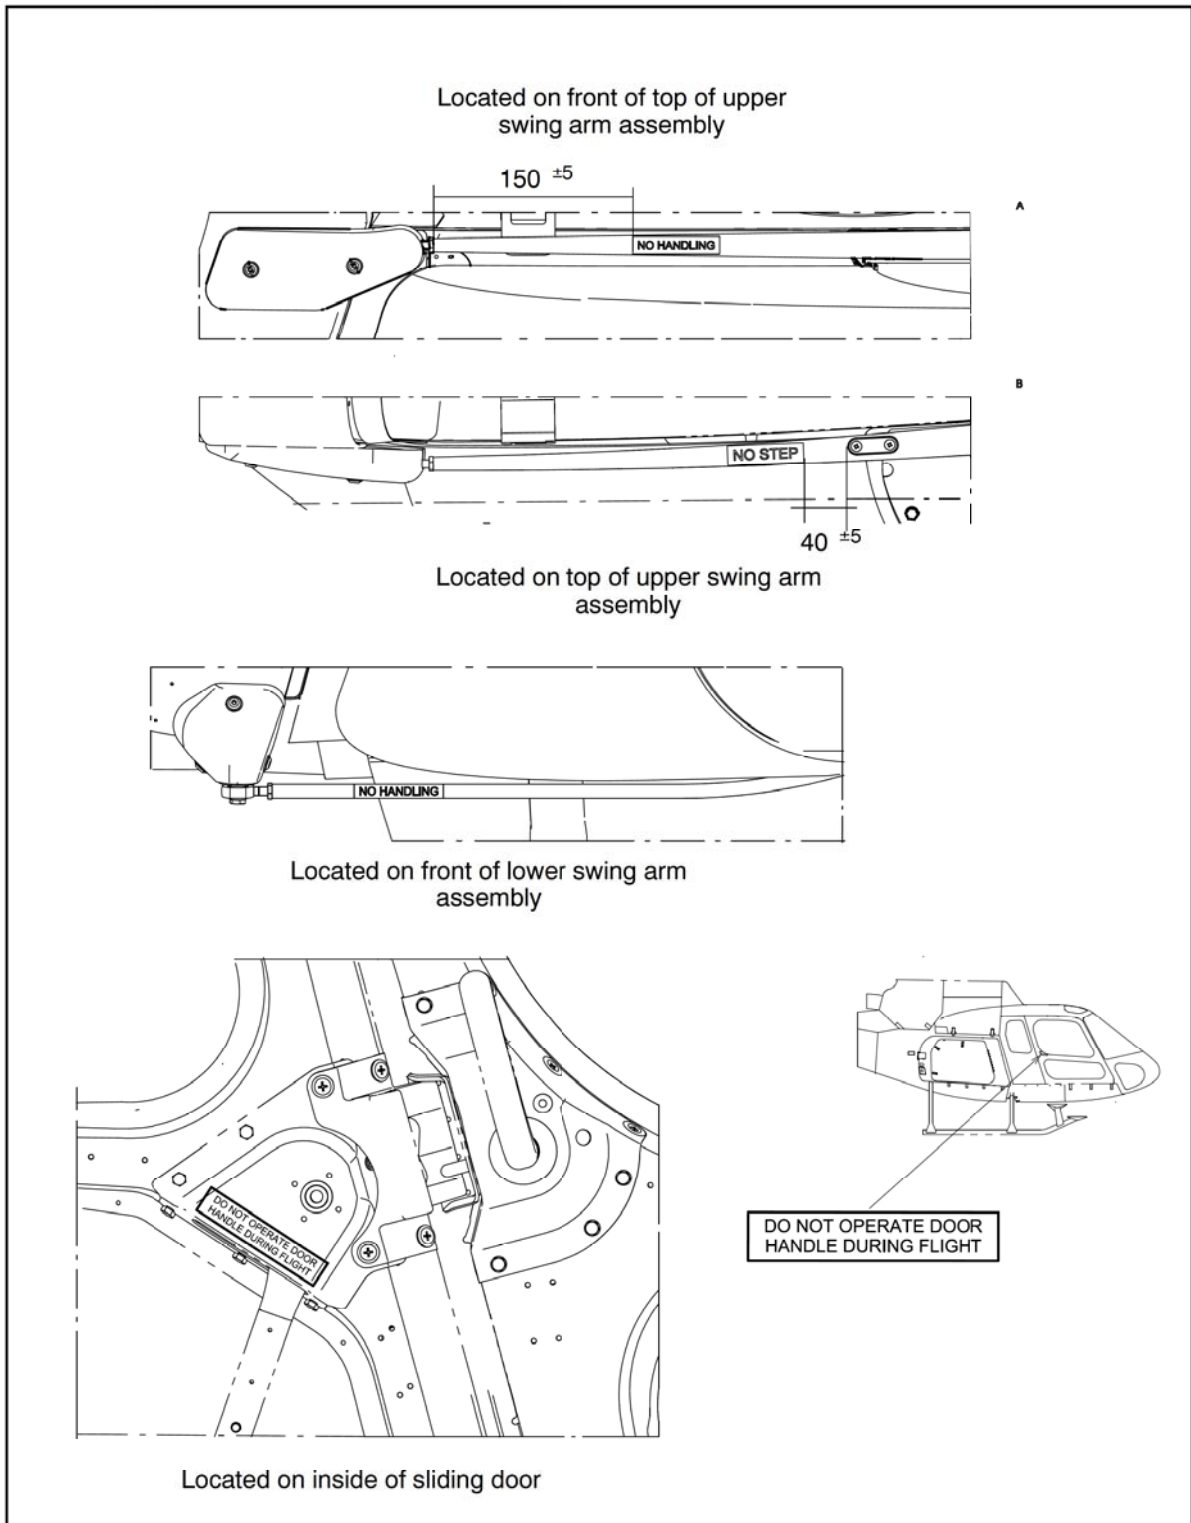 Located on front of top of upper
swing arm assembly
150 ±5
A
NO HANDLING
B
NO STEP
40 ±5
Located on top of upper swing arm
assembly
NO HANDLING
Located on front of lower swing arm
assembly
DO NOT OPERATE DOOR
HANDLE DURING FLIGHT
DO NOT OPERATE DOOR
HANDLE DURING FLIGHT
Located on inside of sliding door